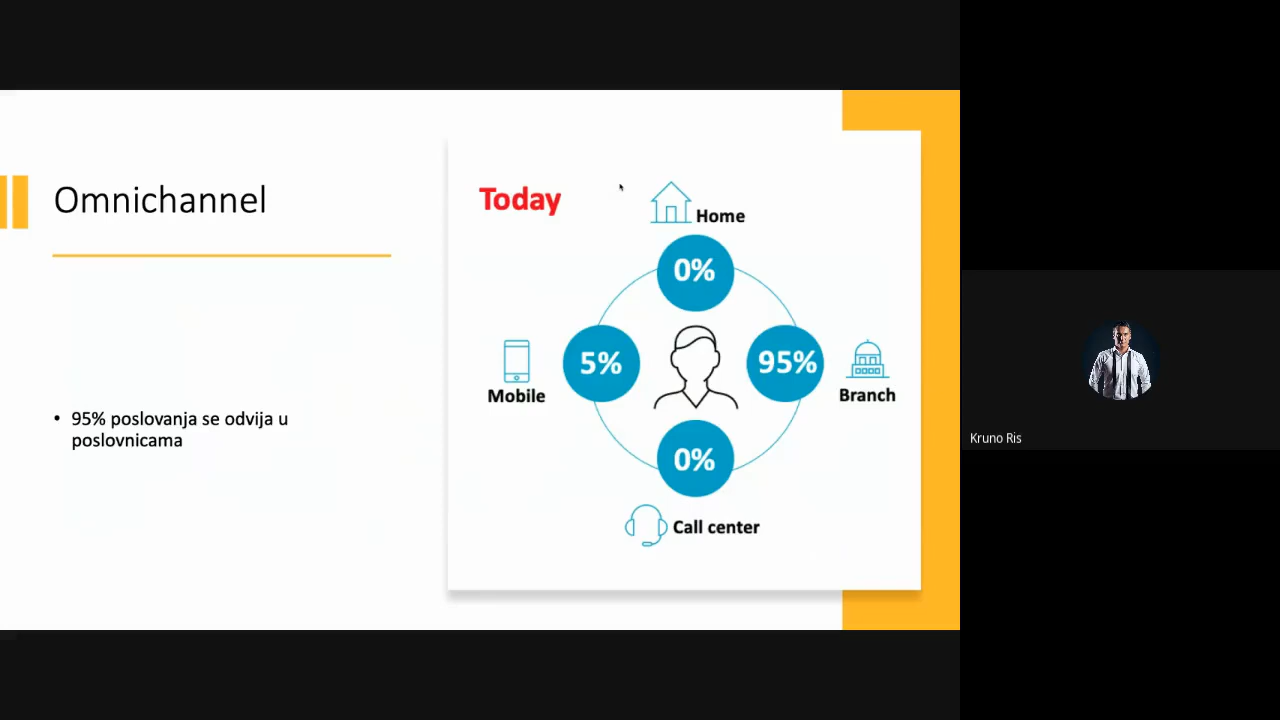 Omnichannel
• 95% poslovanja se odvija u
poslovnicama
Today
Home
0%
5%
95%
Mobile
Branch
0%
Call center
Kruno Ris